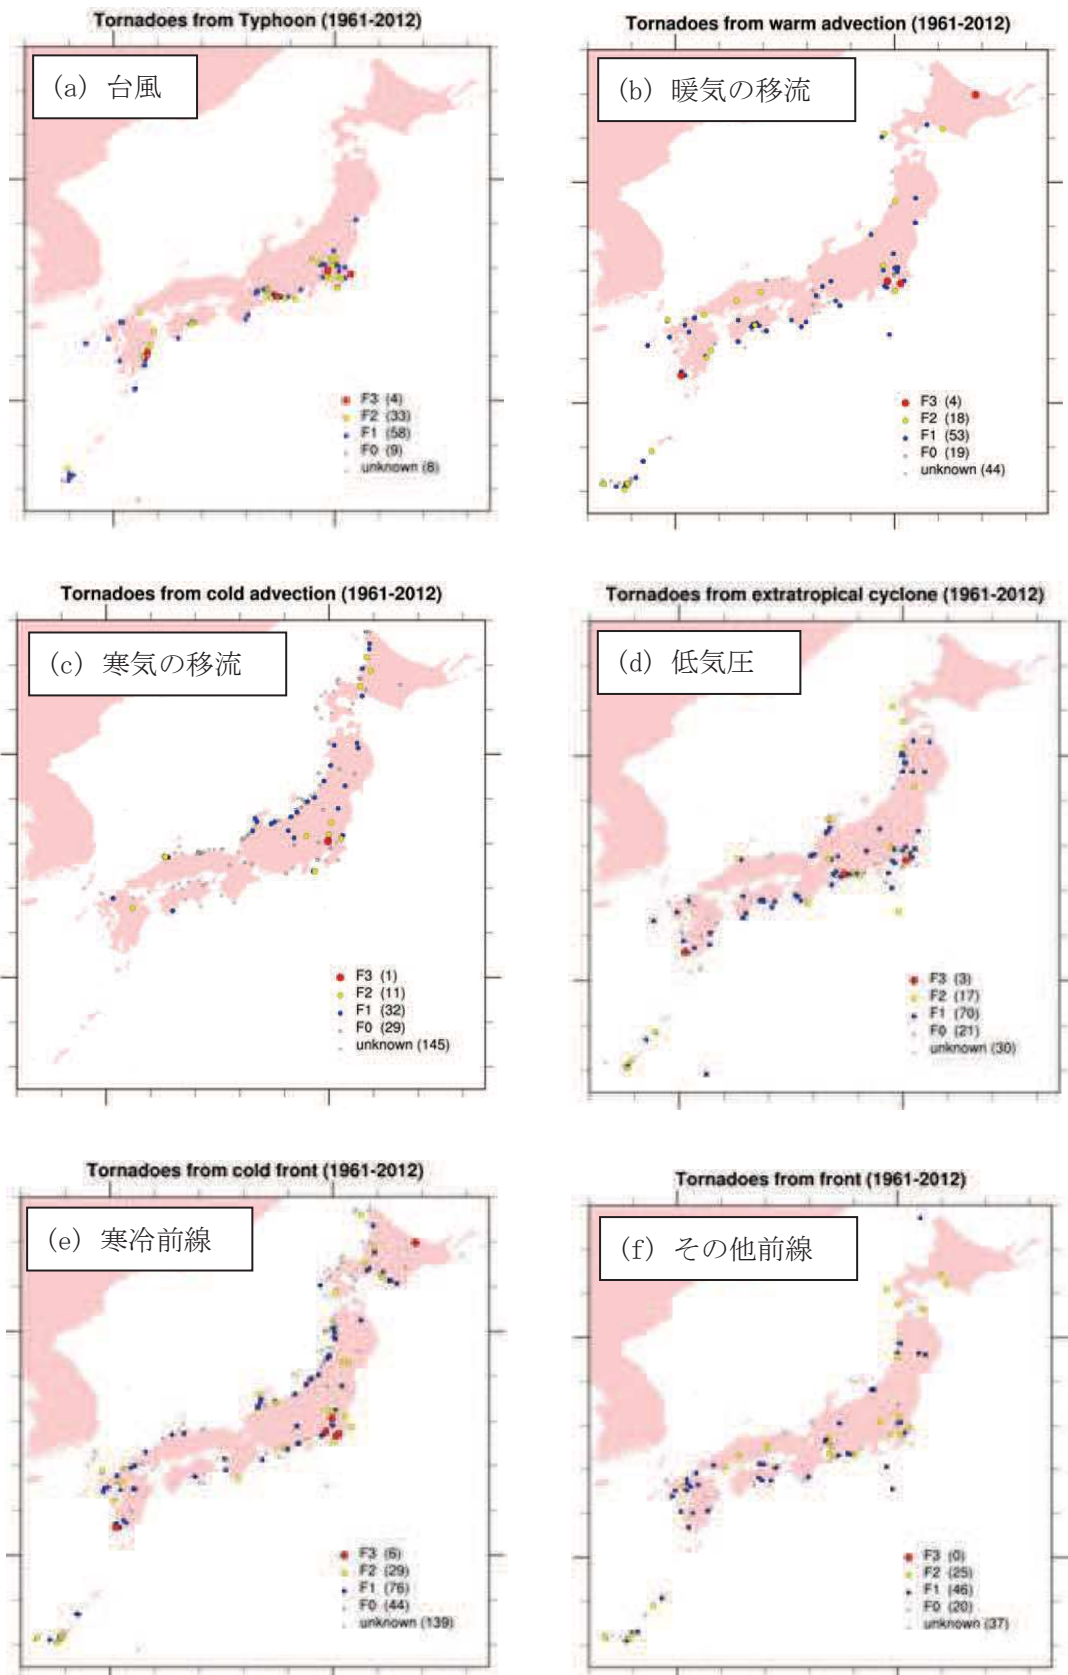 Tornadoes from Typhoon (1961-2012)
(a) 台風
F3 (4)
F2 (33)
F1 (58)
F0 (9)
unknown (8)
Tornadoes from warm advection (1961-2012)
(b) 暖気の移流
F3 (4)
F2 (18)
F1 (53)
F0 (19)
unknown (44)
Tornadoes from cold advection (1961-2012)
(c) 寒気の移流
F3 (1)
F2 (11)
F1 (32)
F0 (29)
unknown (145)
Tornadoes from extratropical cyclone (1961-2012)
(d) 低気圧
F3 (3)
F2 (17)
F1 (70)
F0 (21)
unknown (30)
Tornadoes from cold front (1961-2012)
(e) 寒冷前線
F3 (6)
F2 (29)
F1 (76)
F0 (44)
unknown (139)
Tornadoes from front (1961-2012)
(f) その他前線
F3 (0)
F2 (25)
F1 (46)
F0 (20)
unknown (37)